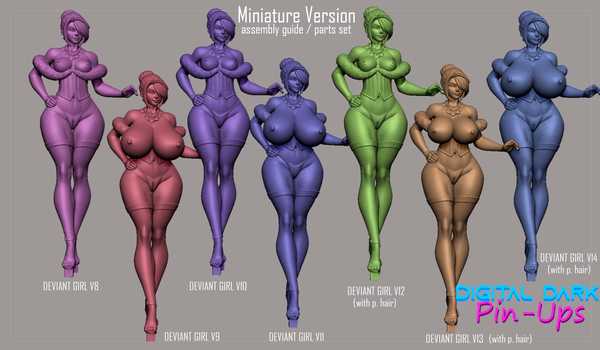 Miniature Version
assembly guide / parts set
DEVIANT GIRL V8
DEVIANT GIRL V9
DEVIANT GIRL V10
DEVIANT GIRL V11
DEVIANT GIRL V12
(with p. hair)
DEVIANT GIRL V13 (with p. hair)
DEVIANT GIRL V14
(with p. hair)
DIGITAL DARK
Pin-Ups